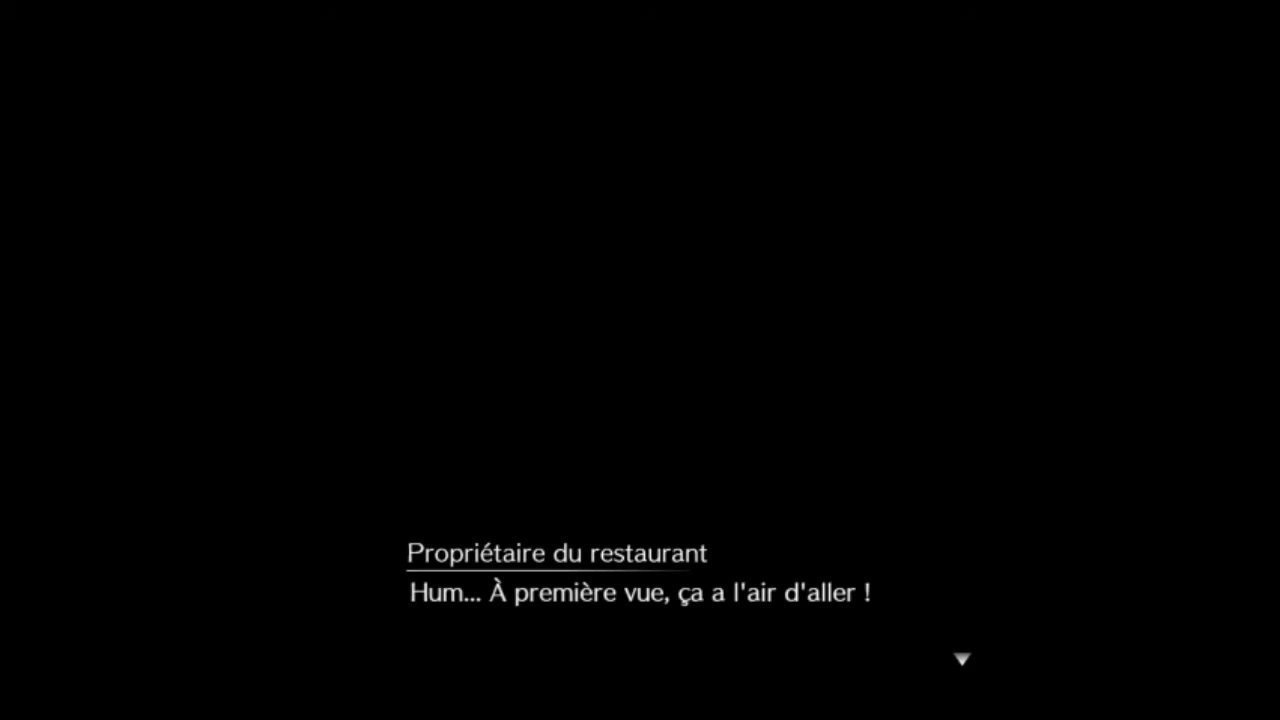 Propriétaire du restaurant
Hum... À première vue, ça a l'air d'aller !